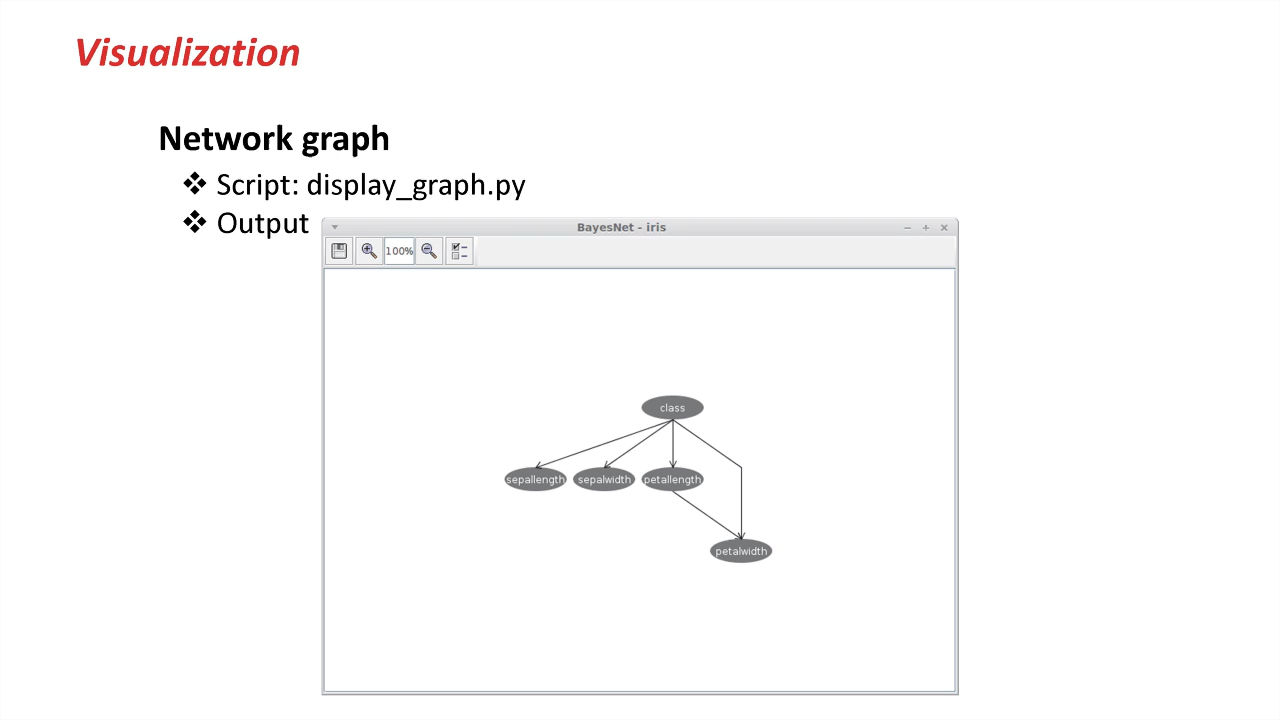 Visualization
Network graph
❖ Script: display_graph.py
❖ Output
BayesNet - iris
100%
class
sepallength sepalwidth petallength
petalwidth